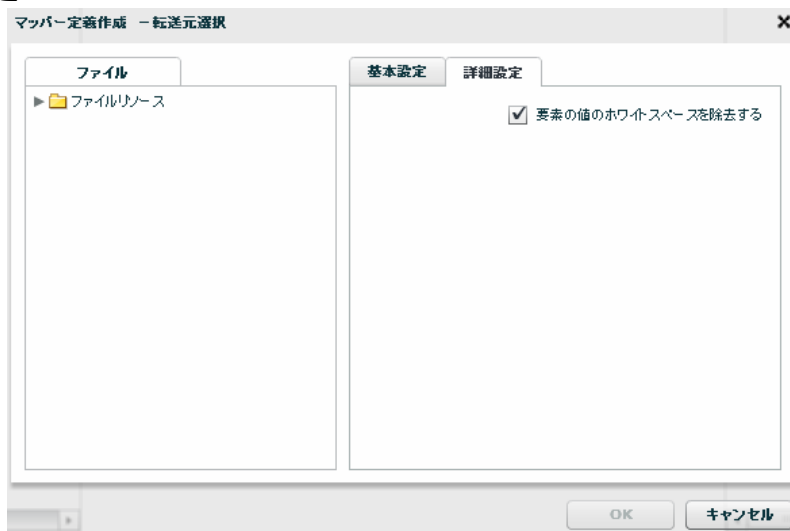 マッパー定義作成 －転送元選択
ファイル
ファイルリソース
基本設定 詳細設定
要素の値のホワイトスペースを除去する
OK キャンセル